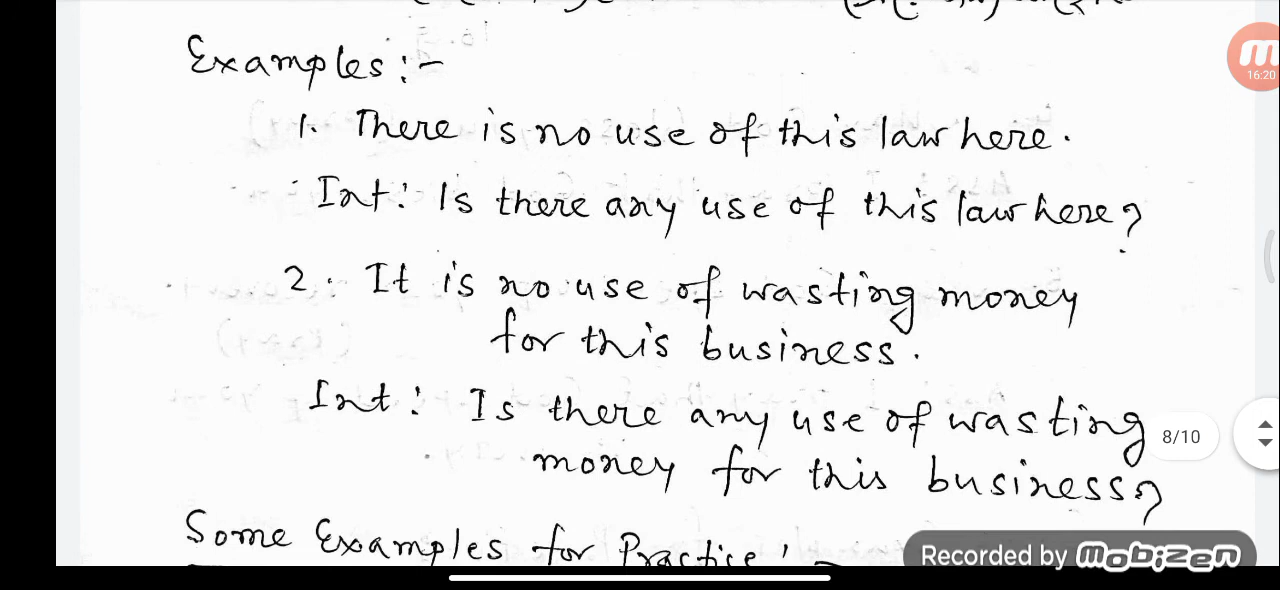 Examples :-
1. There is no use of this law here.
Int: Is there any use of this law here?
2. It is no use of wasting money
for this business.
Int: Is there any use of wasting
money for this business?
Some Examples for Practice :-
8/10
16:20
Recorded by Mobizen